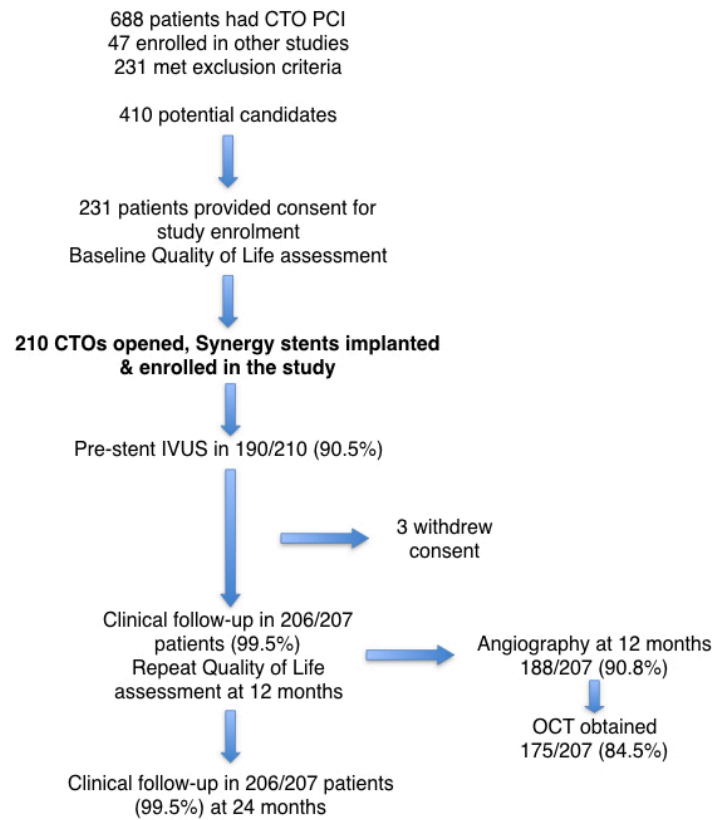 688 patients had CTO PCI
47 enrolled in other studies
231 met exclusion criteria
410 potential candidates
231 patients provided consent for
study enrolment
Baseline Quality of Life assessment
210 CTOs opened, Synergy stents implanted
& enrolled in the study
Pre-stent IVUS in 190/210 (90.5%)
3 withdrew
consent
Clinical follow-up in 206/207
patients (99.5%)
Repeat Quality of Life
assessment at 12 months
Angiography at 12 months
188/207 (90.8%)
OCT obtained
175/207 (84.5%)
Clinical follow-up in 206/207 patients
(99.5%) at 24 months